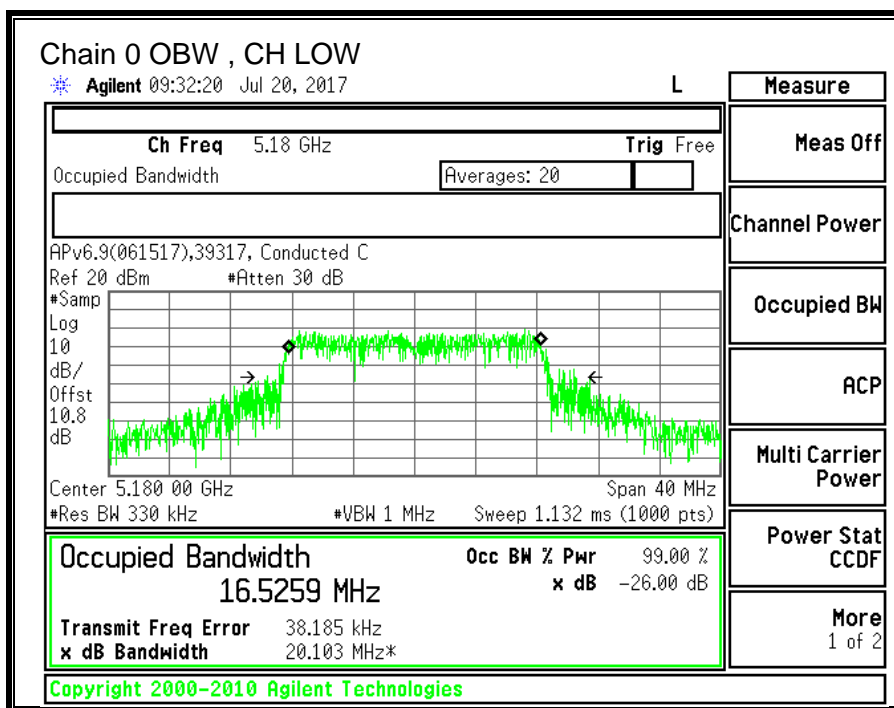 Chain 0 OBW , CH LOW
Agilent 09:32:20 Jul 20, 2017 L
Ch Freq 5.18 GHz Trig Free
Occupied Bandwidth Averages: 20
APv6.9(061517),39317, Conducted C
Ref 20 dBm #Atten 30 dB
#Samp
Log
10
dB/
Offst
10.8
dB
Center 5.180 00 GHz Span 40 MHz
#Res BW 330 kHz #VBW 1 MHz Sweep 1.132 ms (1000 pts)
Occupied Bandwidth Occ BW % Pwr 99.00 %
16.5259 MHz x dB -26.00 dB
Transmit Freq Error 38.185 kHz
x dB Bandwidth 20.103 MHz*
Copyright 2000-2010 Agilent Technologies
Measure
Meas Off
Channel Power
Occupied BW
ACP
Multi Carrier
Power
Power Stat
CCDF
More
1 of 2